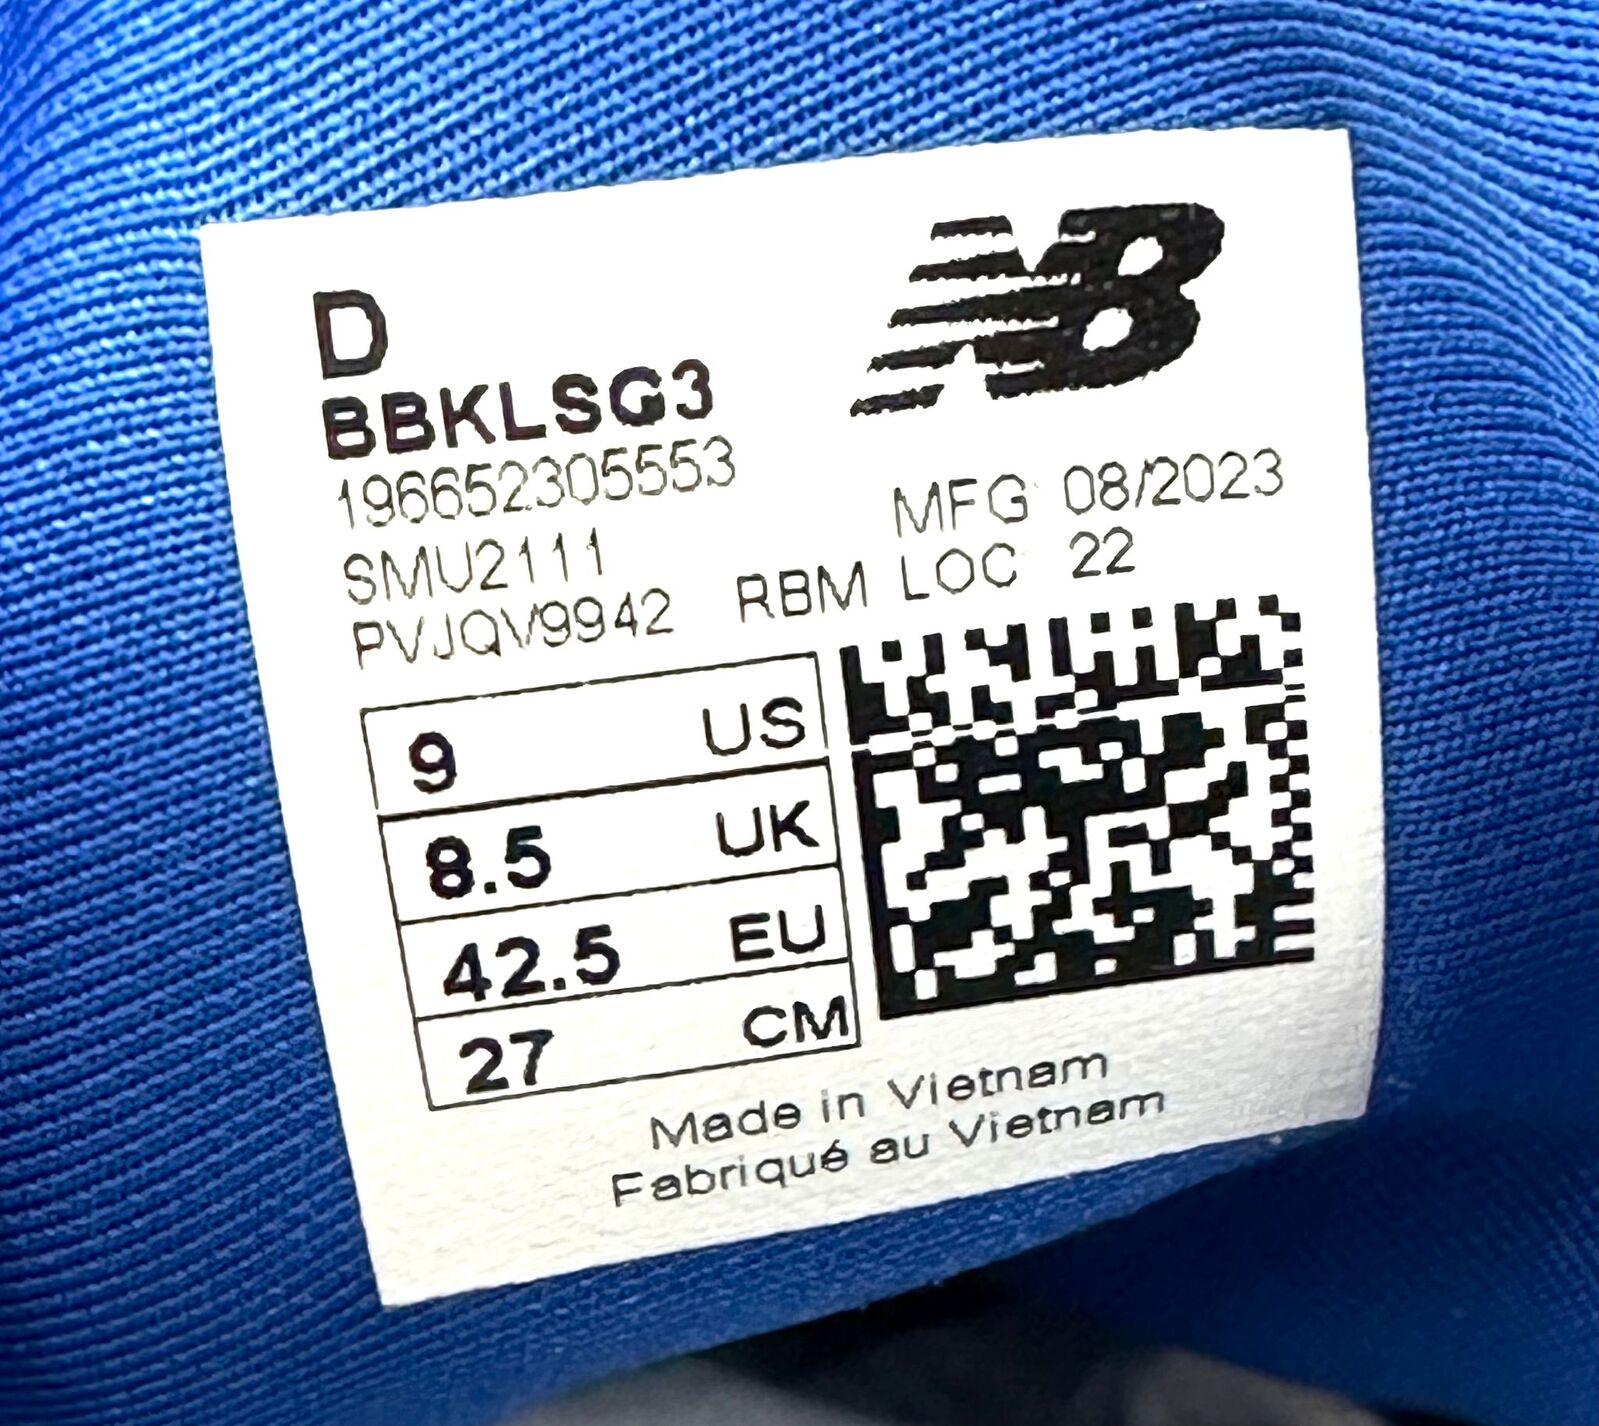 NB
D
BBKLSG3
196652305553
SMU2111 MFG 08/2023
PVJQV9942 RBM LOC 22
9 US
8.5 UK
42.5 EU
27 CM
Made in Vietnam
Fabriqué au Vietnam